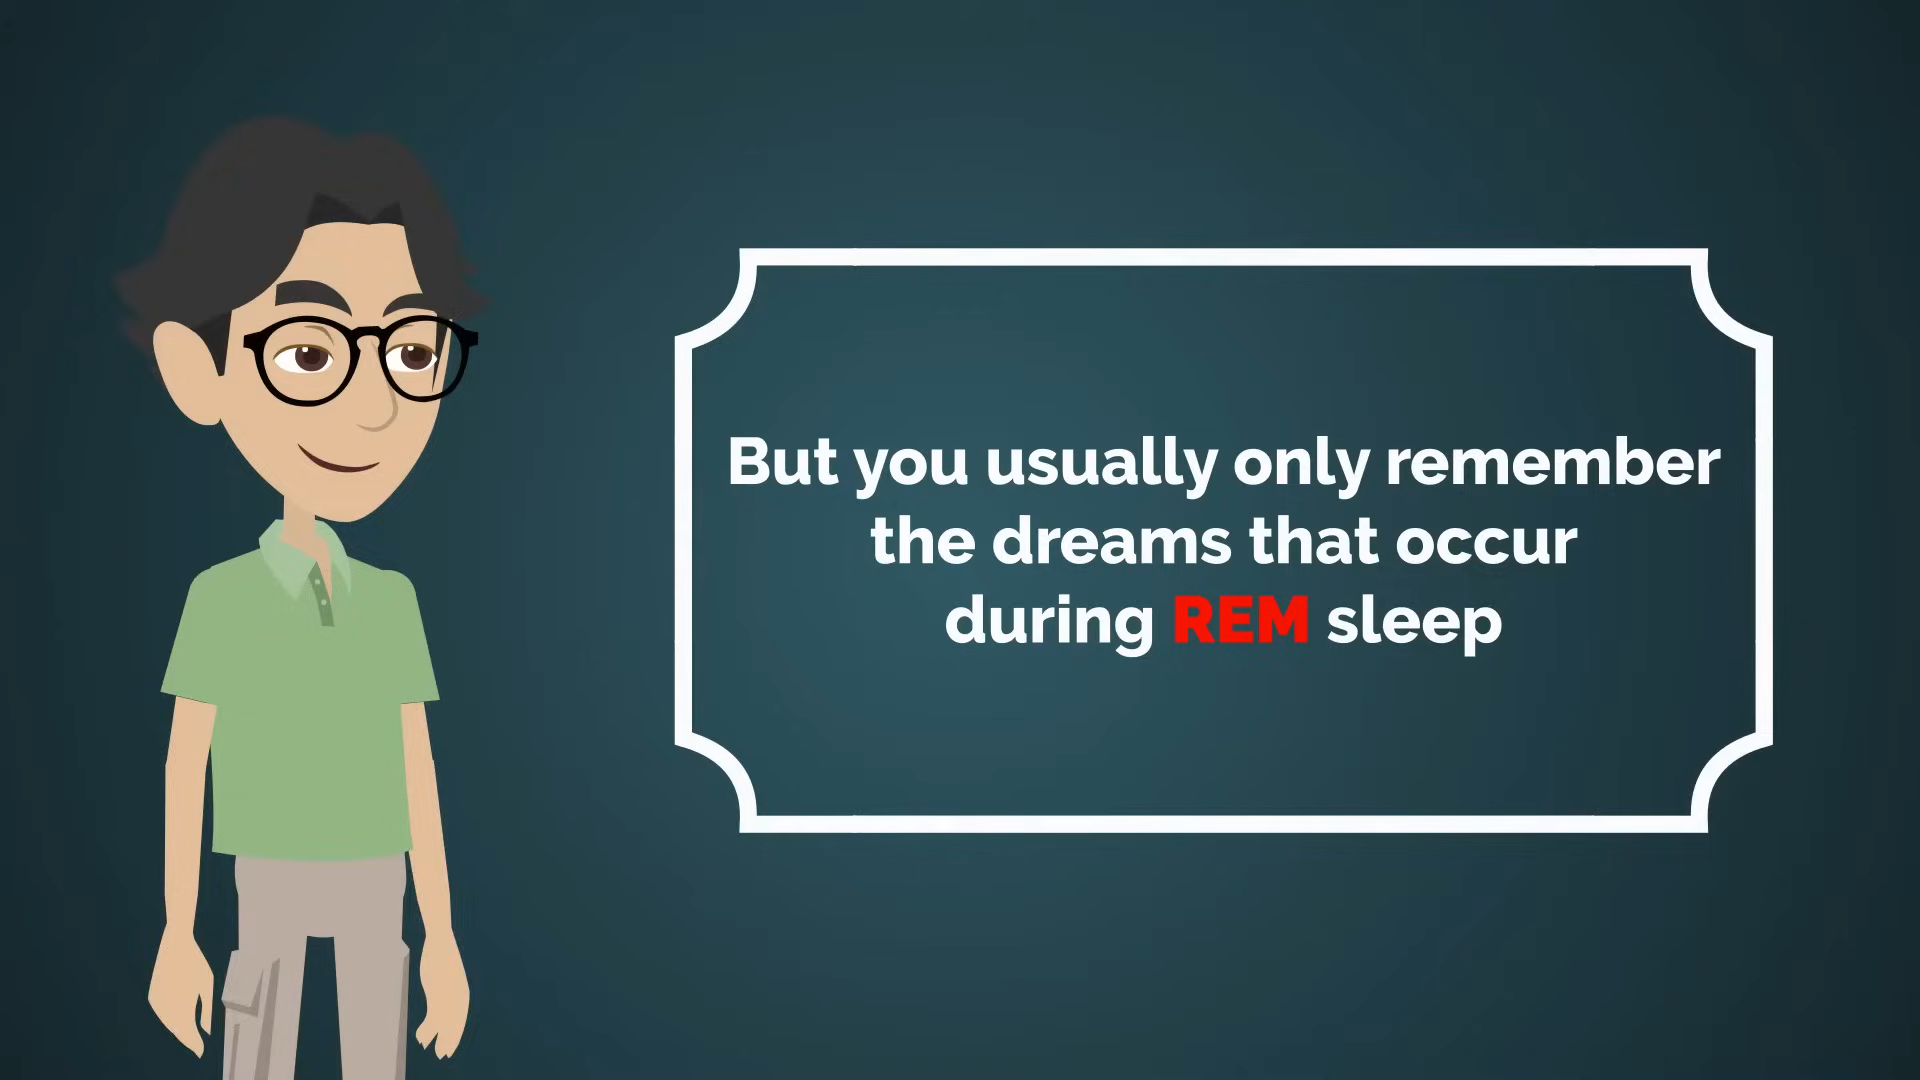 But you usually only remember
the dreams that occur
during REM sleep